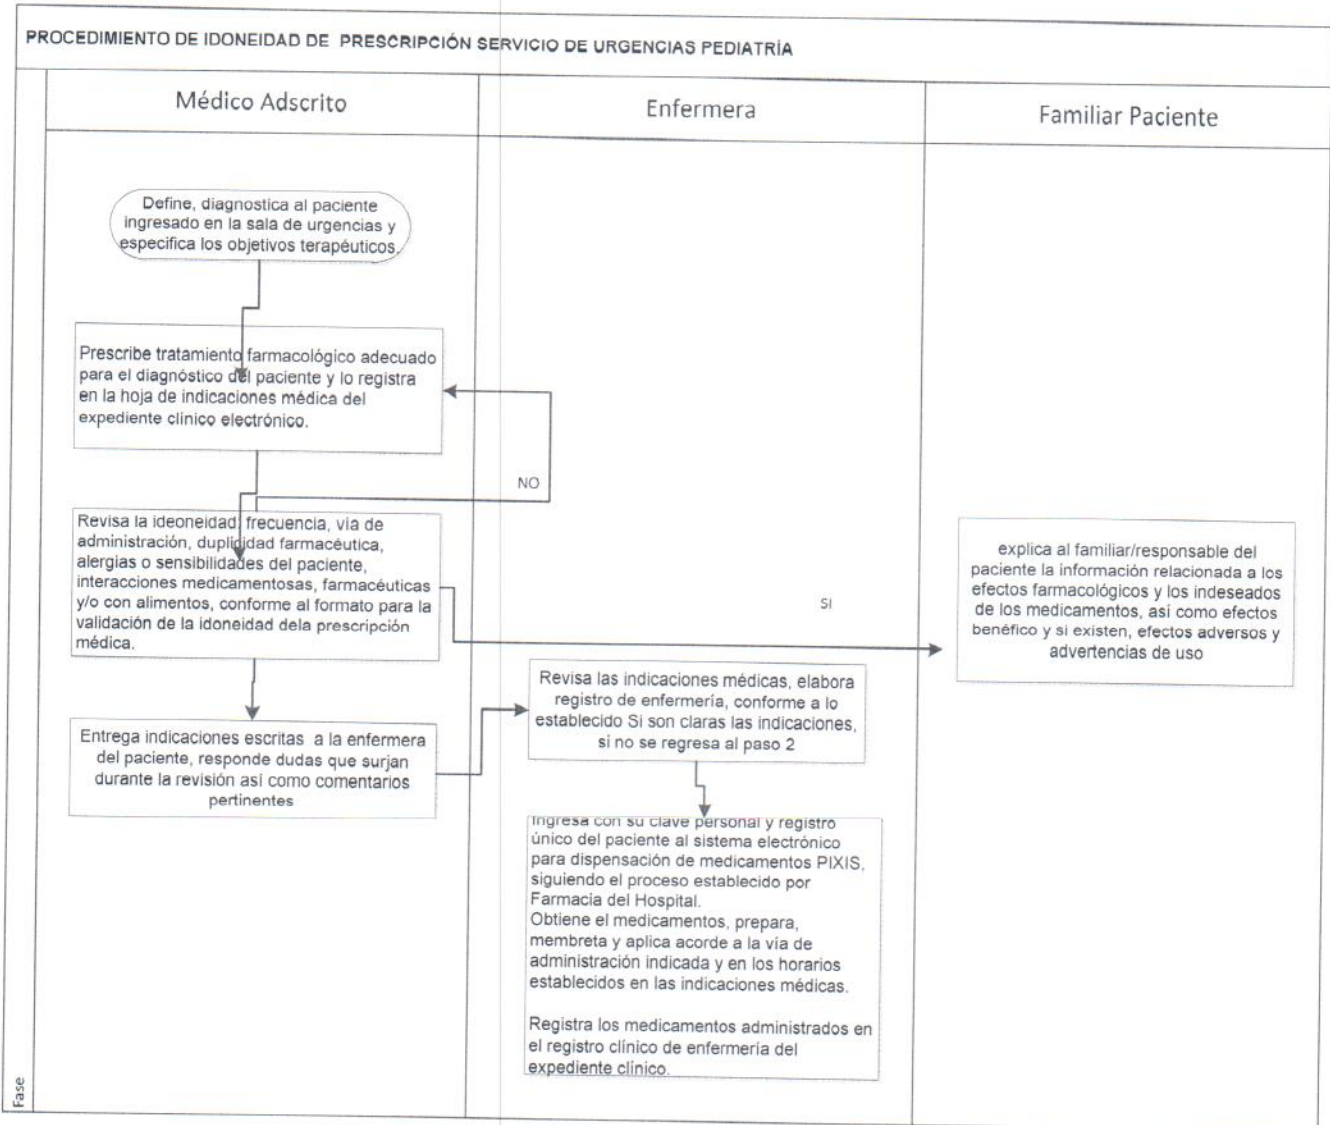 PROCEDIMIENTO DE IDONEIDAD DE PRESCRIPCIÓN SERVICIO DE URGENCIAS PEDIATRÍA
Médico Adscrito
Enfermera
Familiar Paciente
Define, diagnostica al paciente
ingresado en la sala de urgencias y
especifica los objetivos terapéuticos.
Prescribe tratamiento farmacológico adecuado
para el diagnóstico del paciente y lo registra
en la hoja de indicaciones médica del
expediente clínico electrónico.
NO
Revisa la ideoneidad, frecuencia, vía de
administración, duplicidad farmacéutica,
alergias o sensibilidades del paciente,
interacciones medicamentosas, farmacéuticas
y/o con alimentos, conforme al formato para la
validación de la idoneidad dela prescripción
médica.
SI
explica al familiar/responsable del
paciente la información relacionada a los
efectos farmacológicos y los indeseados
de los medicamentos, así como efectos
benéfico y si existen, efectos adversos y
advertencias de uso
Entrega indicaciones escritas a la enfermera
del paciente, responde dudas que surjan
durante la revisión así como comentarios
pertinentes
Revisa las indicaciones médicas, elabora
registro de enfermería, conforme a lo
establecido Si son claras las indicaciones,
si no se regresa al paso 2
Ingresa con su clave personal y registro
único del paciente al sistema electrónico
para dispensación de medicamentos PIXIS,
siguiendo el proceso establecido por
Farmacia del Hospital.
Obtiene el medicamentos, prepara,
membreta y aplica acorde a la vía de
administración indicada y en los horarios
establecidos en las indicaciones médicas.
Registra los medicamentos administrados en
el registro clínico de enfermería del
expediente clínico.
Fase